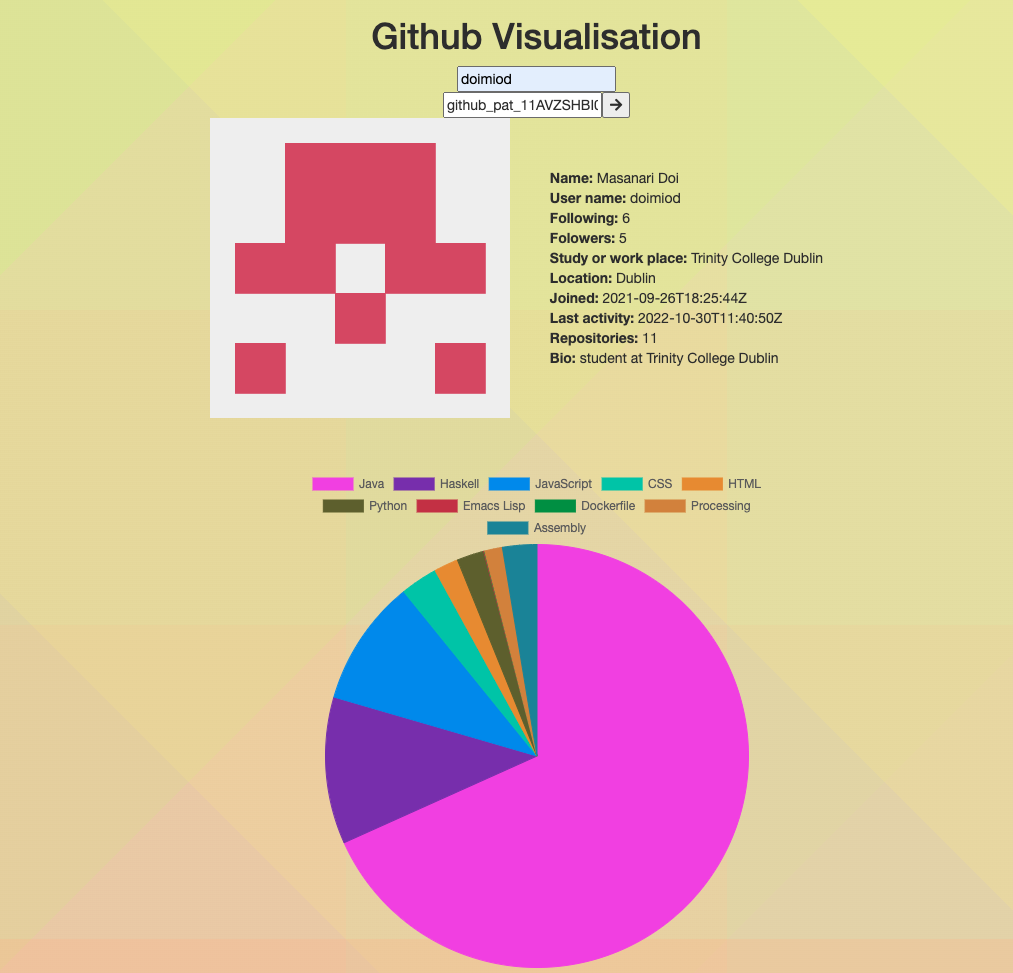 Github Visualisation
doimiod
github_pat_11AVZSHBI
Name: Masanari Doi
User name: doimiod
Following: 6
Folowers: 5
Study or work place: Trinity College Dublin
Location: Dublin
Joined: 2021-09-26T18:25:44Z
Last activity: 2022-10-30T11:40:50Z
Repositories: 11
Bio: student at Trinity College Dublin
Java Haskell JavaScript CSS HTML
Python Emacs Lisp Dockerfile Processing
Assembly